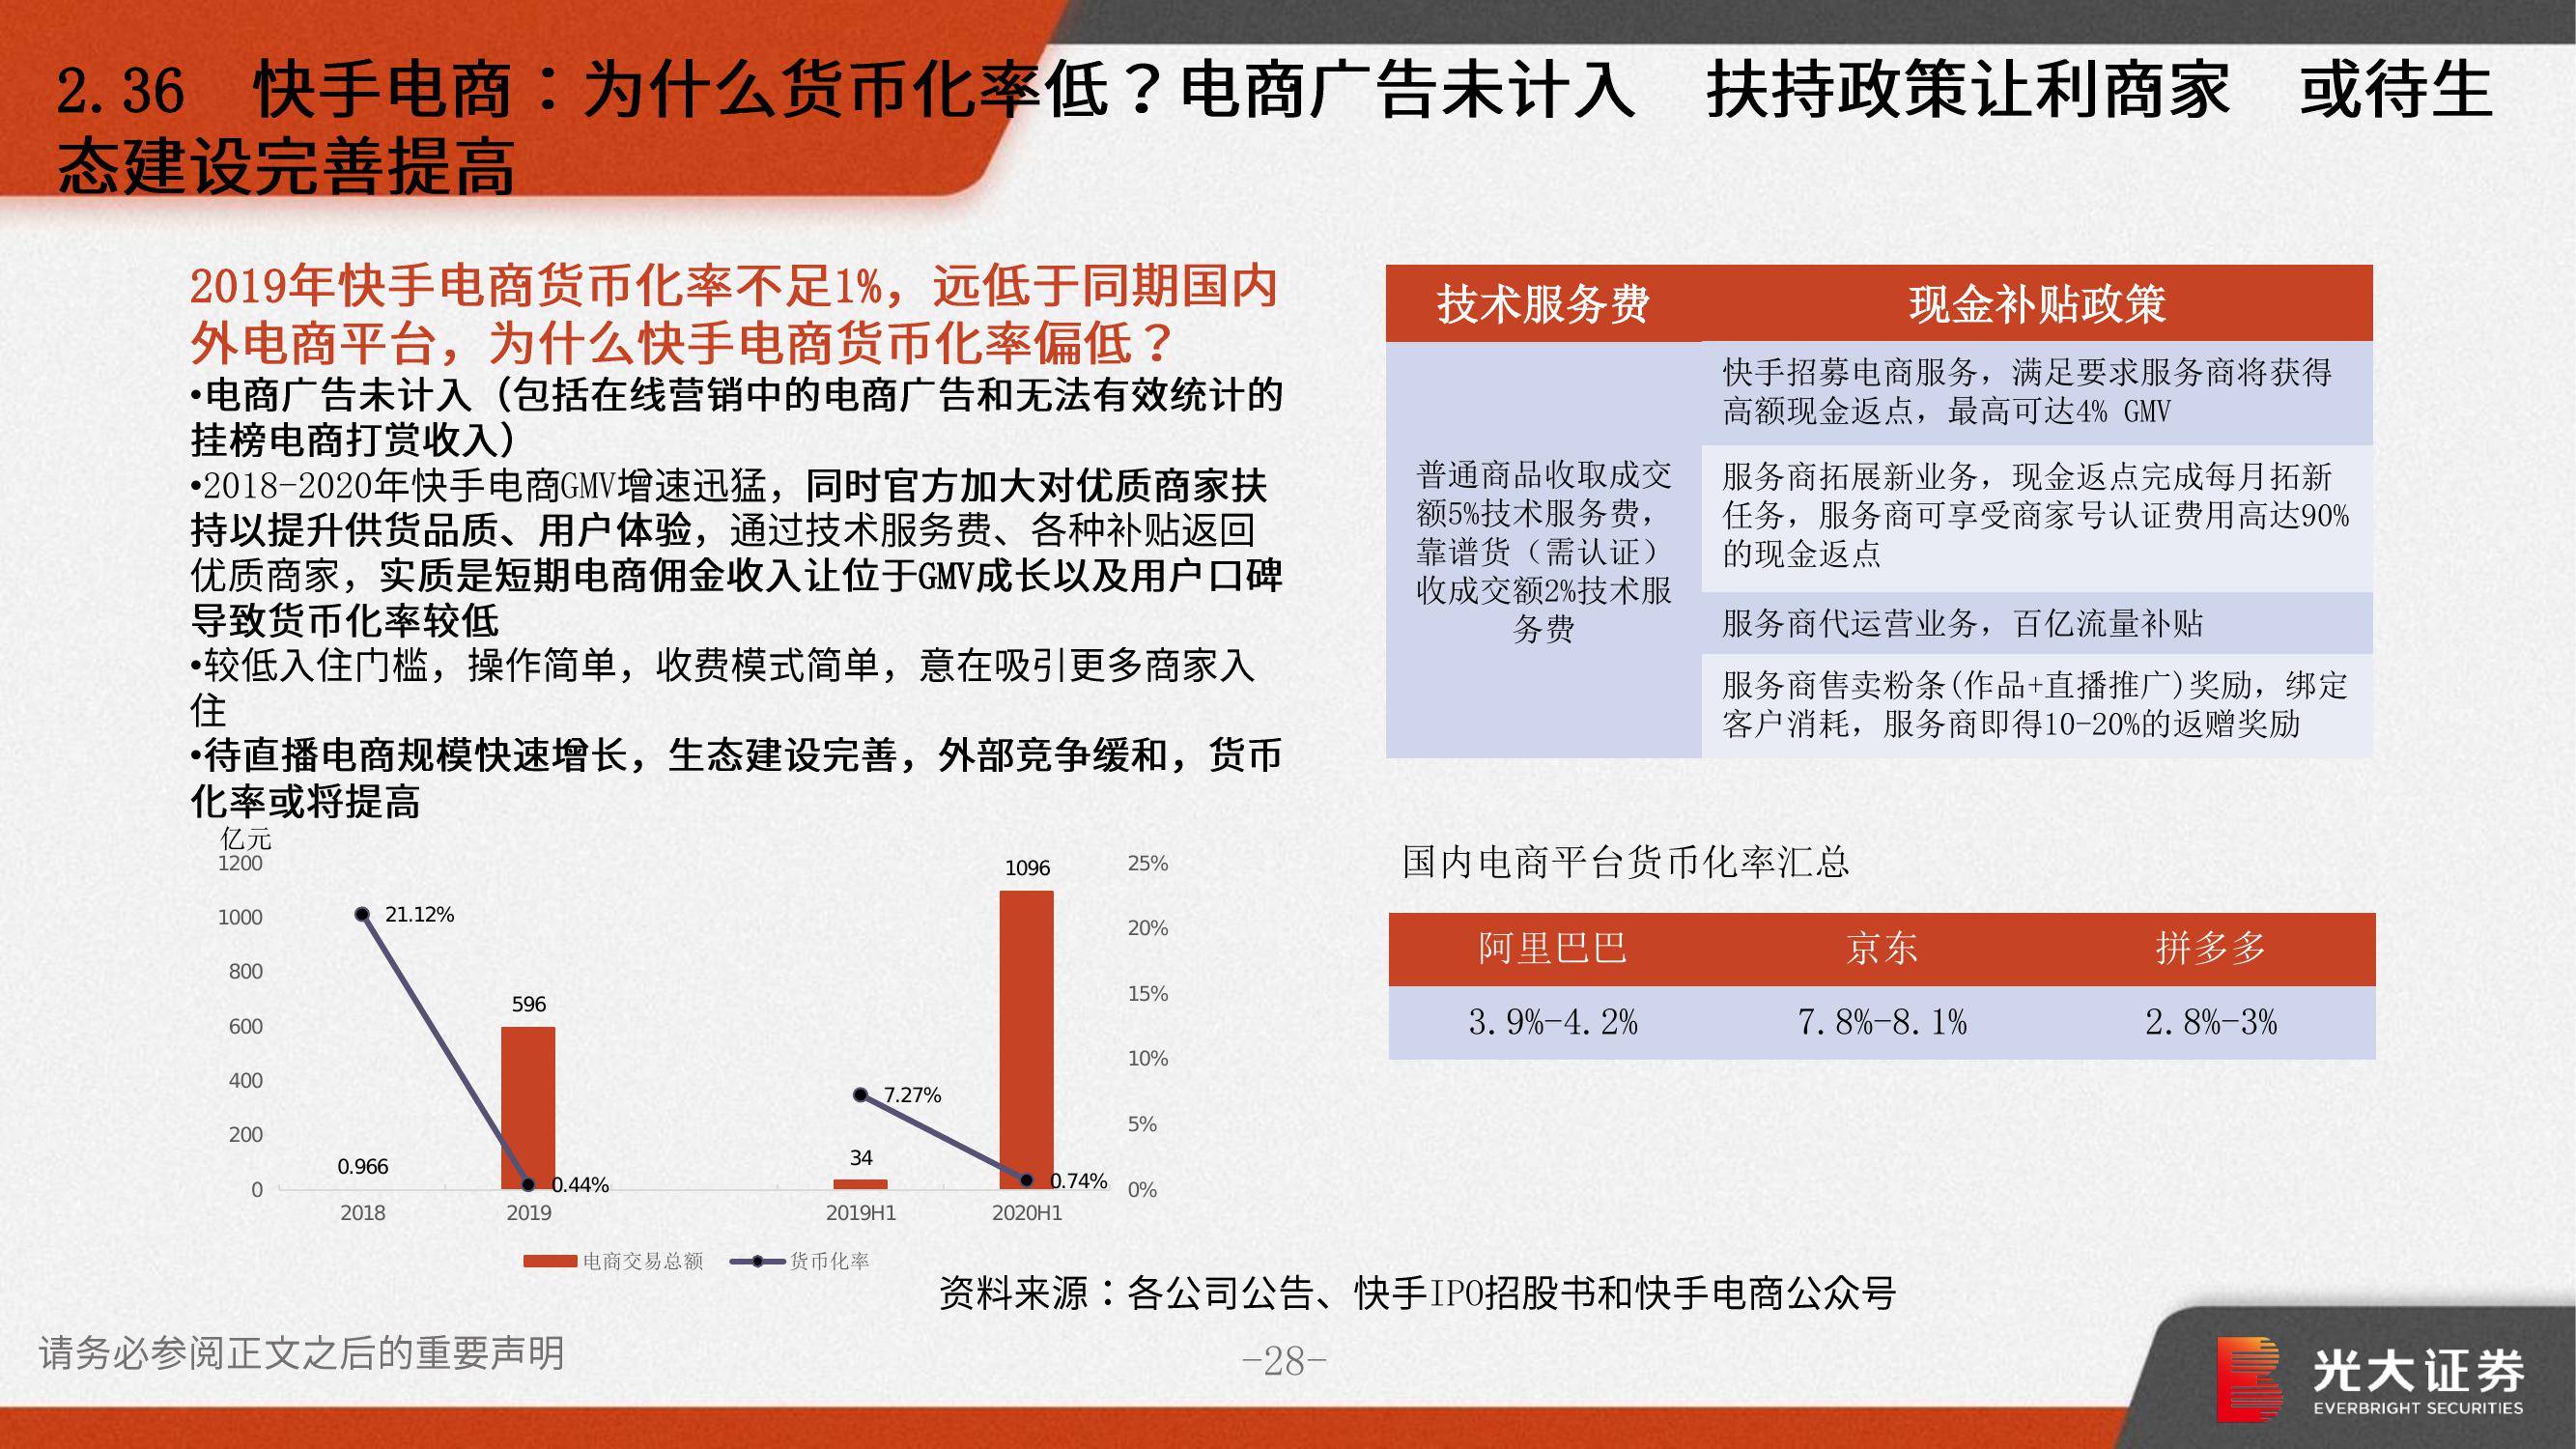 2.36　快手电商：为什么货币化率低？电商广告未计入　扶持政策让利商家　或待生
态建设完善提高
2019年快手电商货币化率不足1%，远低于同期国内
外电商平台，为什么快手电商货币化率偏低？
•电商广告未计入（包括在线营销中的电商广告和无法有效统计的
挂榜电商打赏收入）
•2018-2020年快手电商GMV增速迅猛，同时官方加大对优质商家扶
持以提升供货品质、用户体验，通过技术服务费、各种补贴返回
优质商家，实质是短期电商佣金收入让位于GMV成长以及用户口碑
导致货币化率较低
•较低入住门槛，操作简单，收费模式简单，意在吸引更多商家入
住
•待直播电商规模快速增长，生态建设完善，外部竞争缓和，货币
化率或将提高
亿元
1200
1000
800
600
400
200
0
25%
20%
15%
10%
5%
0%
21.12%
0.966
596
0.44%
7.27%
34
1096
0.74%
2018
2019
2019H1
2020H1
电商交易总额
货币化率
技术服务费
现金补贴政策
普通商品收取成交
额5%技术服务费，
靠谱货（需认证）
收成交额2%技术服
务费
快手招募电商服务，满足要求服务商将获得
高额现金返点，最高可达4% GMV
服务商拓展新业务，现金返点完成每月拓新
任务，服务商可享受商家号认证费用高达90%
的现金返点
服务商代运营业务，百亿流量补贴
服务商售卖粉条(作品+直播推广)奖励，绑定
客户消耗，服务商即得10-20%的返赠奖励
国内电商平台货币化率汇总
阿里巴巴
京东
拼多多
3.9%-4.2%
7.8%-8.1%
2.8%-3%
资料来源：各公司公告、快手IPO招股书和快手电商公众号
请务必参阅正文之后的重要声明
-28-
光大证券
EVERBRIGHT SECURITIES